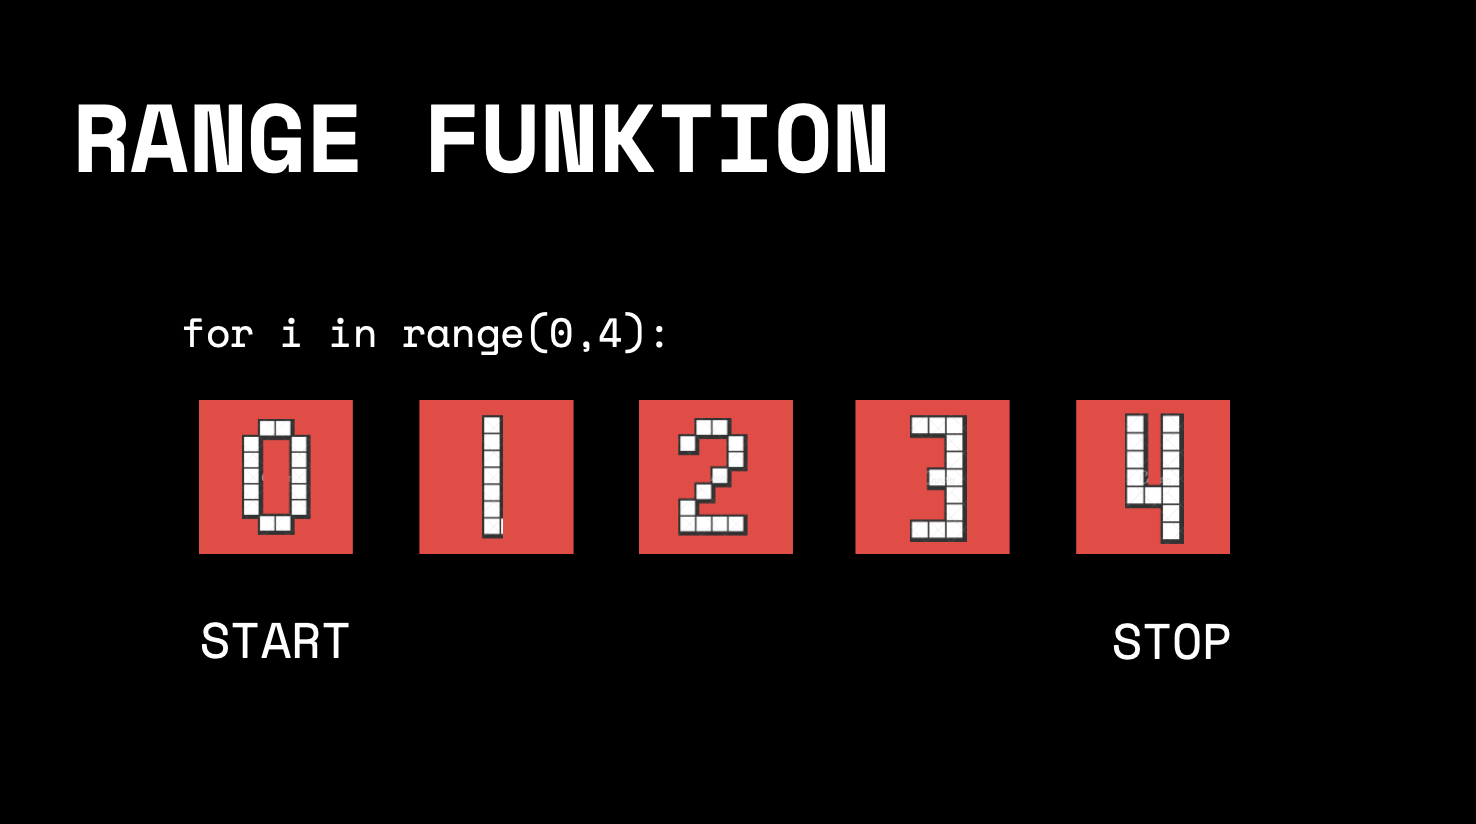 RANGE FUNKTION
for i in range(0,4):
0 1 2 3 4
START STOP